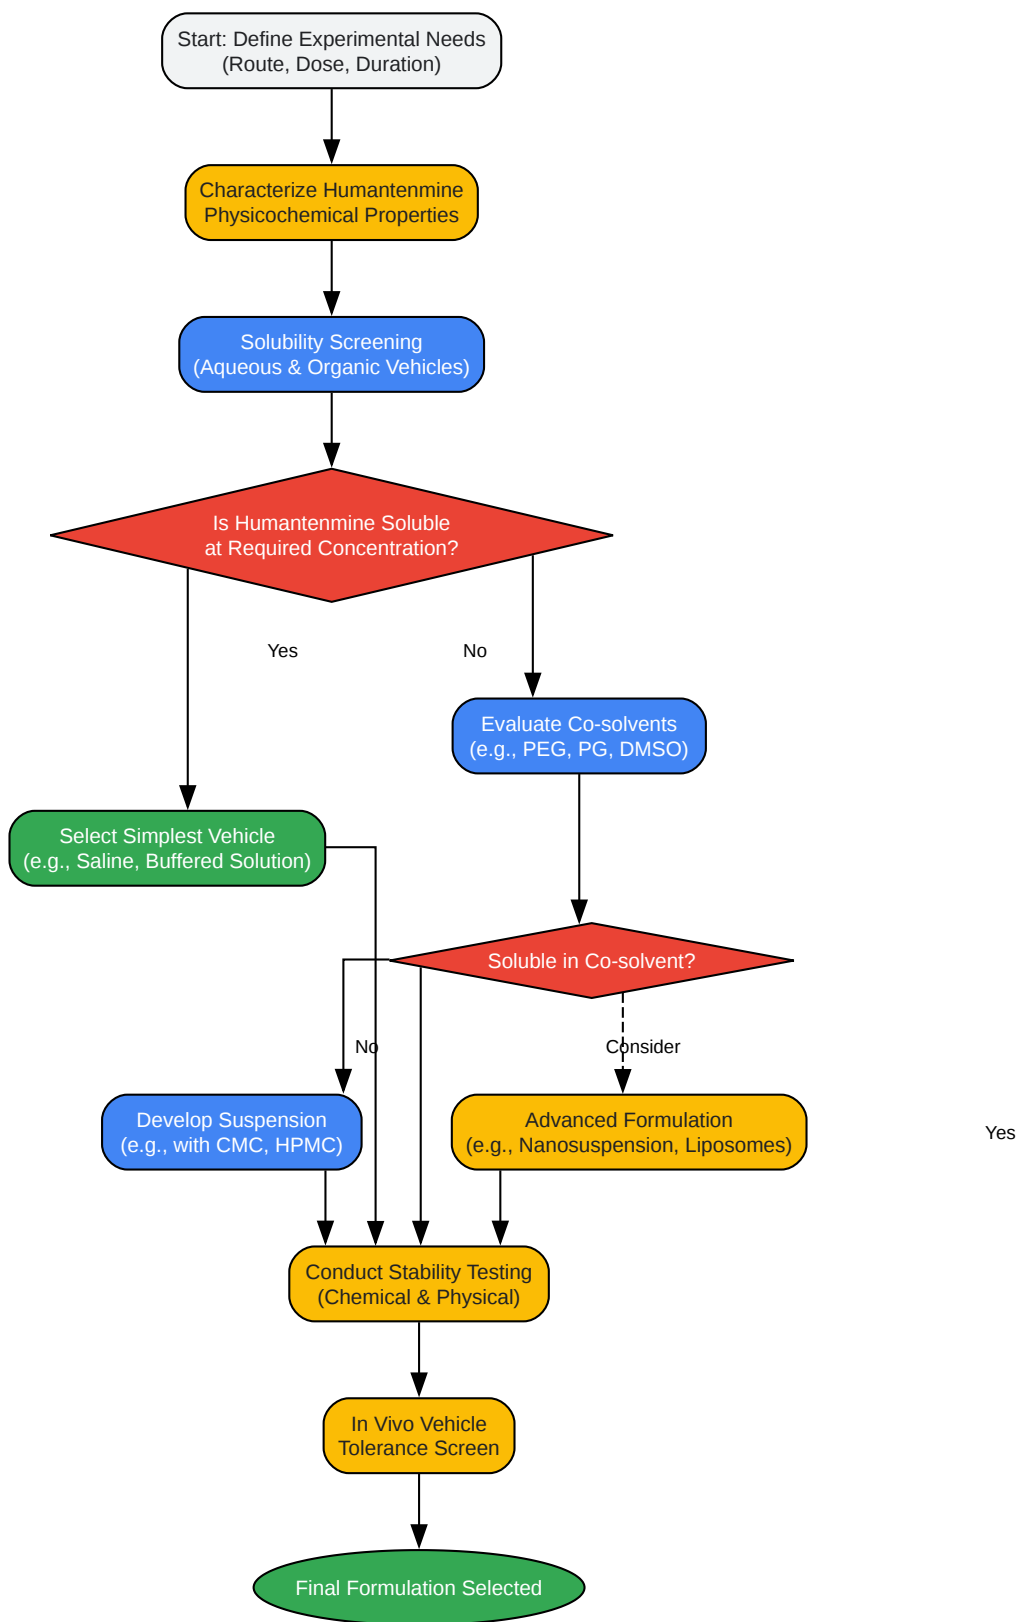 Start: Define Experimental Needs
(Route, Dose, Duration)
Characterize Humantenmine
Physicochemical Properties
Solubility Screening
(Aqueous & Organic Vehicles)
Is Humantenmine Soluble
at Required Concentration?
Yes
No
Evaluate Co-solvents
(e.g., PEG, PG, DMSO)
Select Simplest Vehicle
(e.g., Saline, Buffered Solution)
Soluble in Co-solvent?
No
Consider
Develop Suspension
(e.g., with CMC, HPMC)
Advanced Formulation
(e.g., Nanosuspension, Liposomes)
Yes
Conduct Stability Testing
(Chemical & Physical)
In Vivo Vehicle
Tolerance Screen
Final Formulation Selected